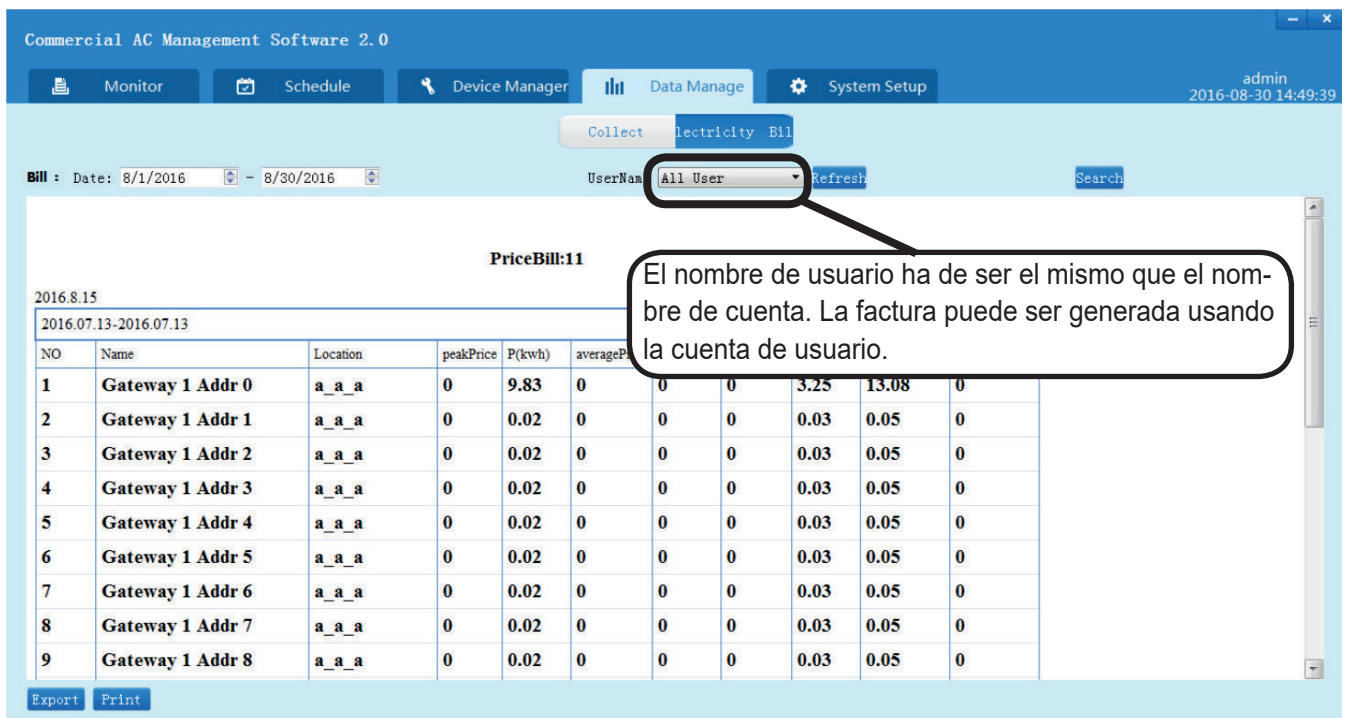 Commercial AC Management Software 2.0
Monitor Schedule Device Manager Data Manage System Setup admin
2016-08-30 14:49:39
Collect lectricity Bil
Bill : Date: 8/1/2016 - 8/30/2016 UserNam All User Refresh Search
PriceBill:11
El nombre de usuario ha de ser el mismo que el nom-
bre de cuenta. La factura puede ser generada usando
la cuenta de usuario.
2016.8.15
2016.07.13-2016.07.13
NO Name Location peakPrice P(kwh) averageP
1 Gateway 1 Addr 0 a_a_a 0 9.83 0 0 0 3.25 13.08 0
2 Gateway 1 Addr 1 a_a_a 0 0.02 0 0 0 0.03 0.05 0
3 Gateway 1 Addr 2 a_a_a 0 0.02 0 0 0 0.03 0.05 0
4 Gateway 1 Addr 3 a_a_a 0 0.02 0 0 0 0.03 0.05 0
5 Gateway 1 Addr 4 a_a_a 0 0.02 0 0 0 0.03 0.05 0
6 Gateway 1 Addr 5 a_a_a 0 0.02 0 0 0 0.03 0.05 0
7 Gateway 1 Addr 6 a_a_a 0 0.02 0 0 0 0.03 0.05 0
8 Gateway 1 Addr 7 a_a_a 0 0.02 0 0 0 0.03 0.05 0
9 Gateway 1 Addr 8 a_a_a 0 0.02 0 0 0 0.03 0.05 0
Export Print